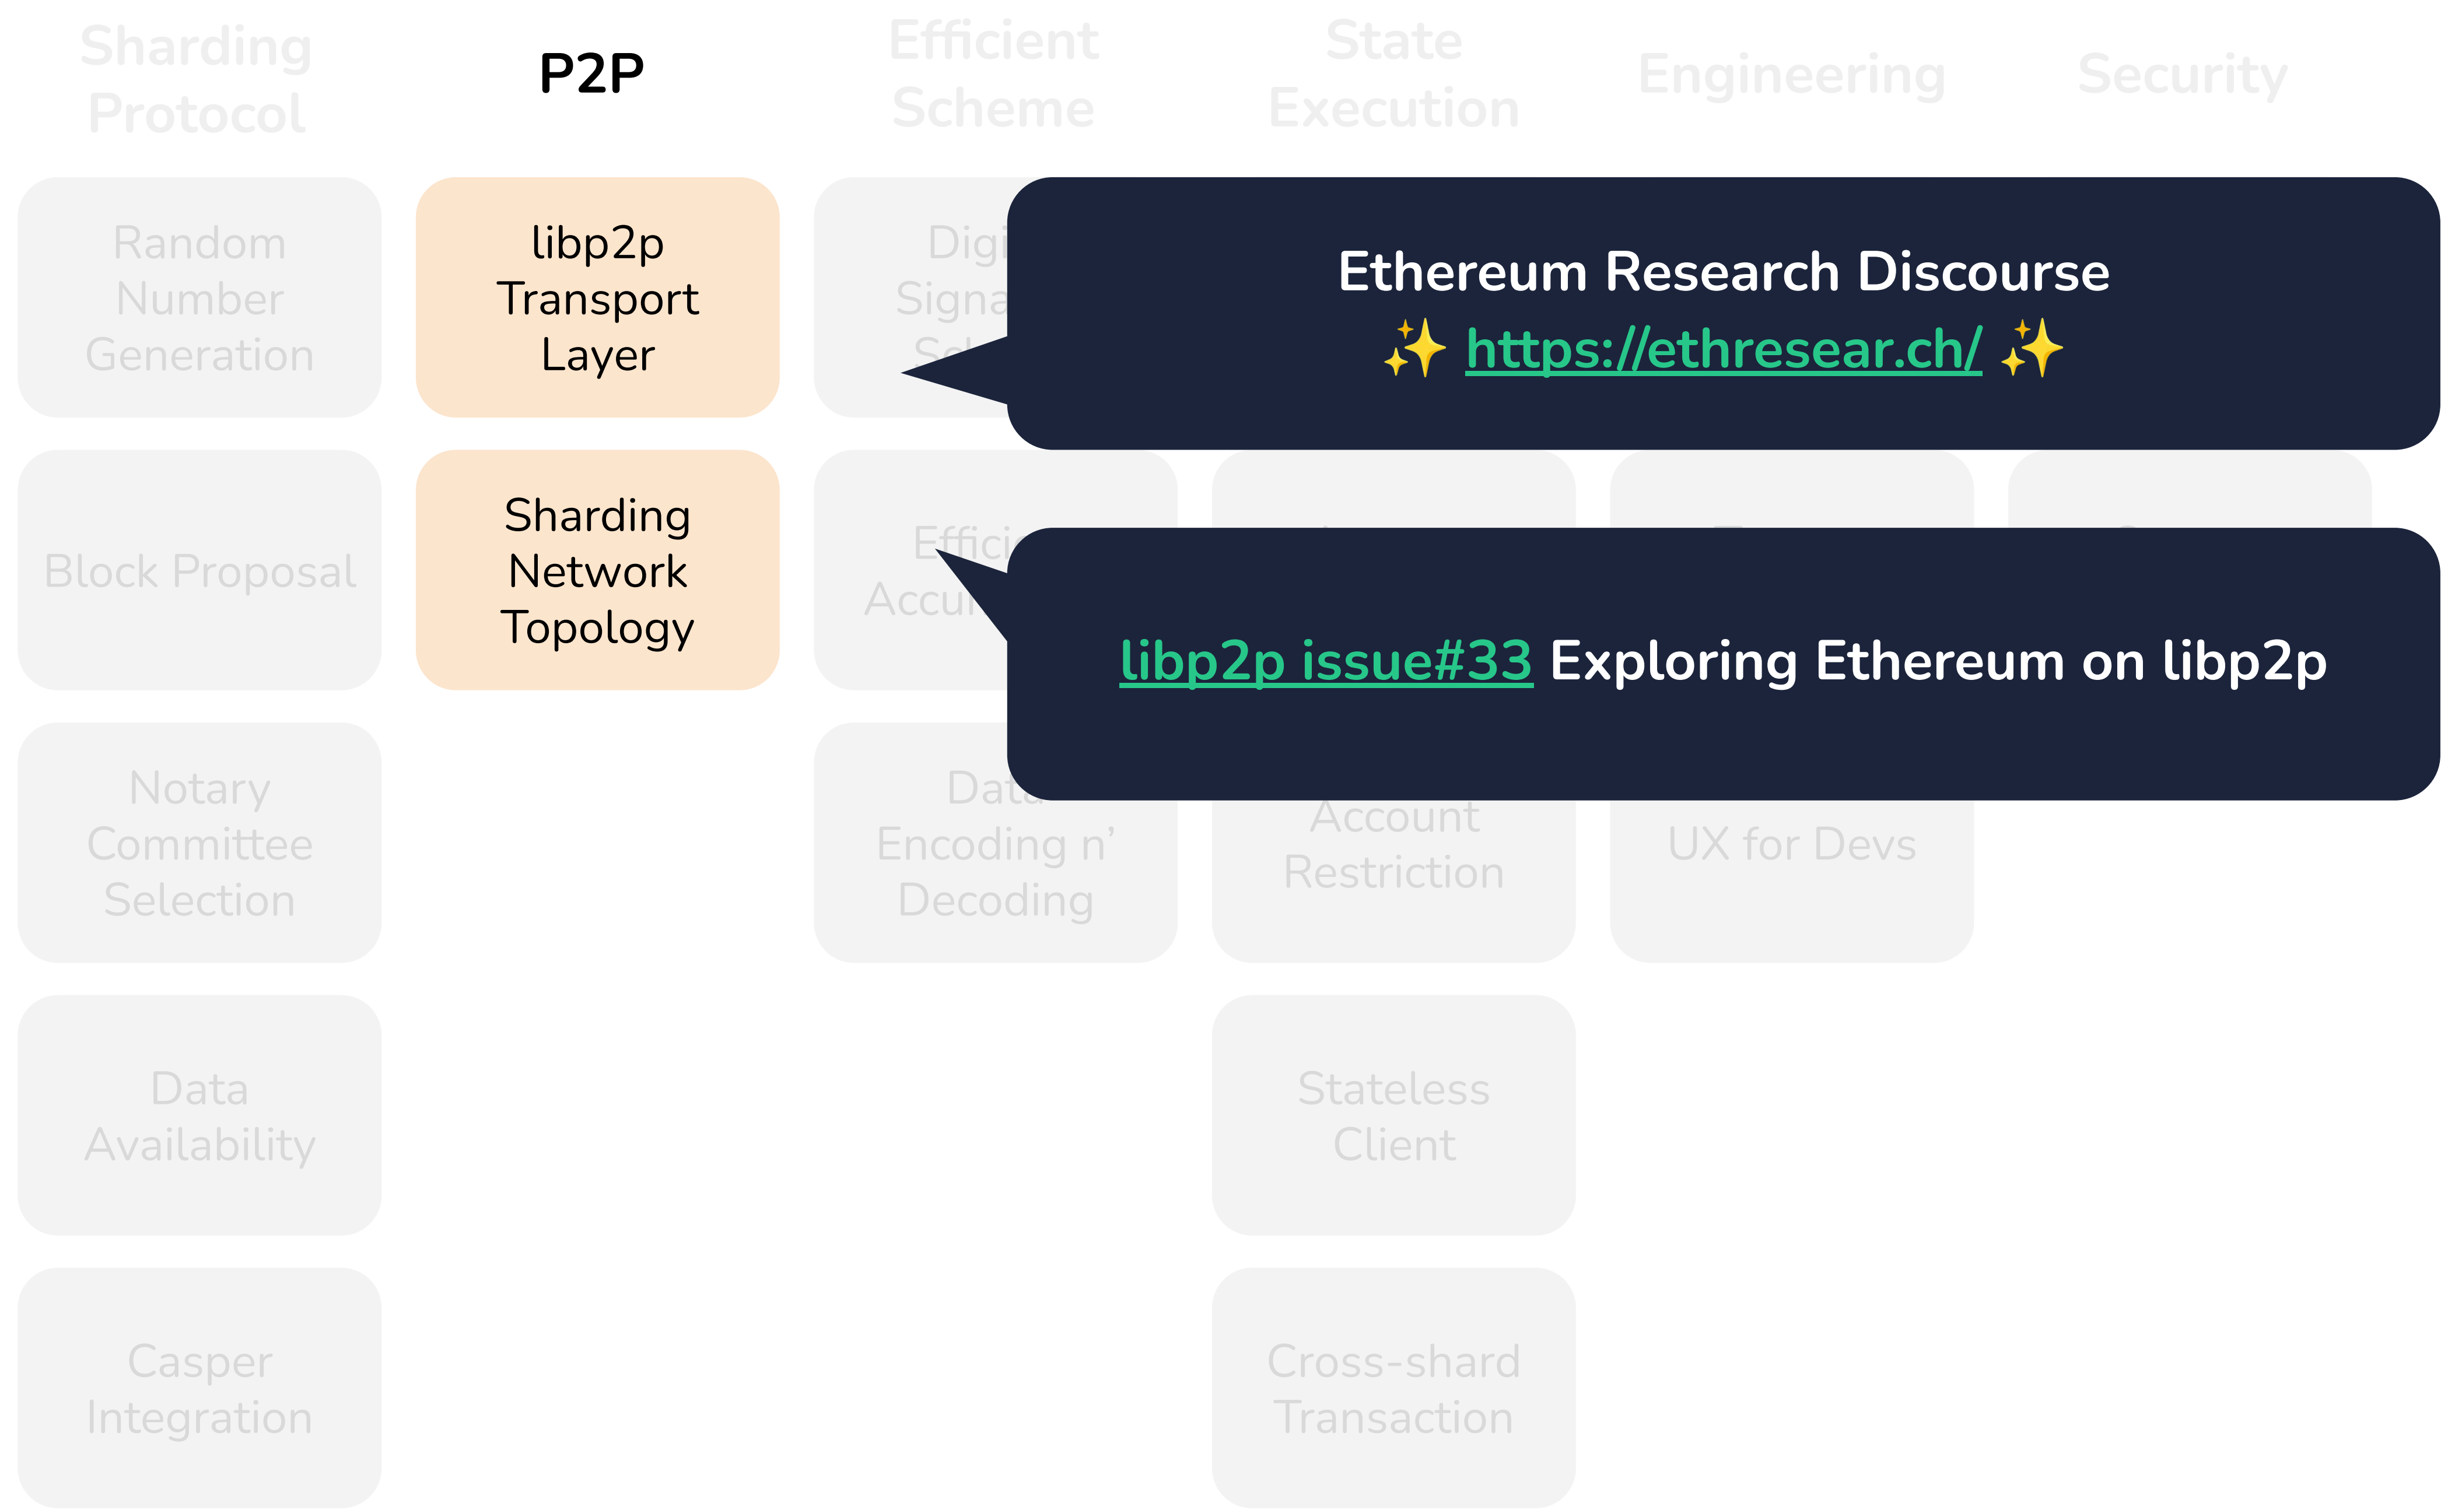 Sharding
Protocol
P2P
Efficient
Scheme
State
Execution
Engineering
Security
Random
Number
Generation
libp2p
Transport
Layer
Ethereum Research Discourse
✨ https://ethresear.ch/ ✨
Block Proposal
Sharding
Network
Topology
libp2p issue#33 Exploring Ethereum on libp2p
Notary
Committee
Selection
Data
Encoding n’
Decoding
Account
Restriction
UX for Devs
Data
Availability
Stateless
Client
Casper
Integration
Cross-shard
Transaction